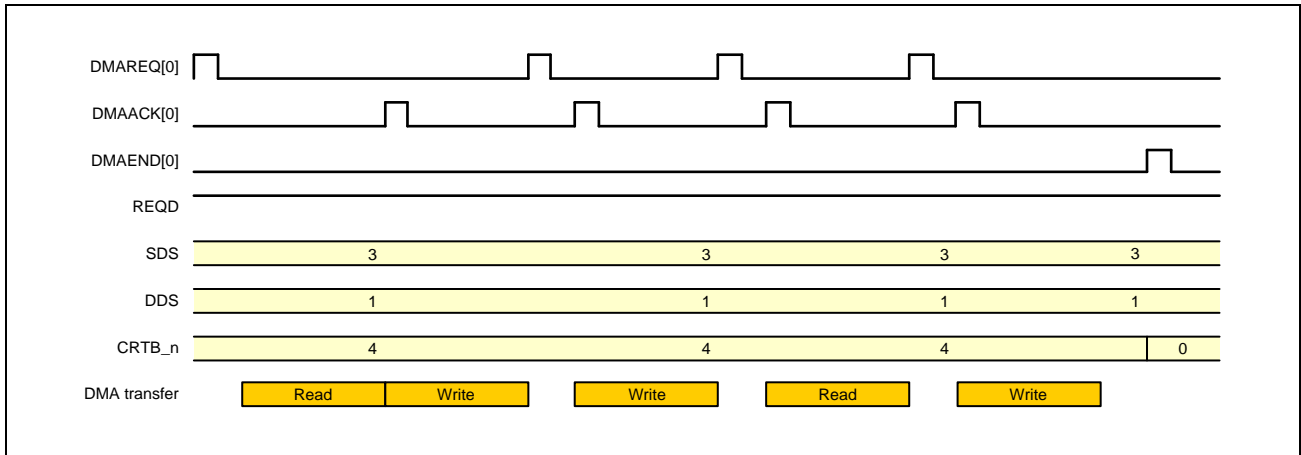 DMAREQ[0]
DMAACK[0]
DMAEND[0]
REQD
SDS 3 3 3 3
DDS 1 1 1 1
CRTB_n 4 4 4 0
DMA transfer Read Write Write Read Write